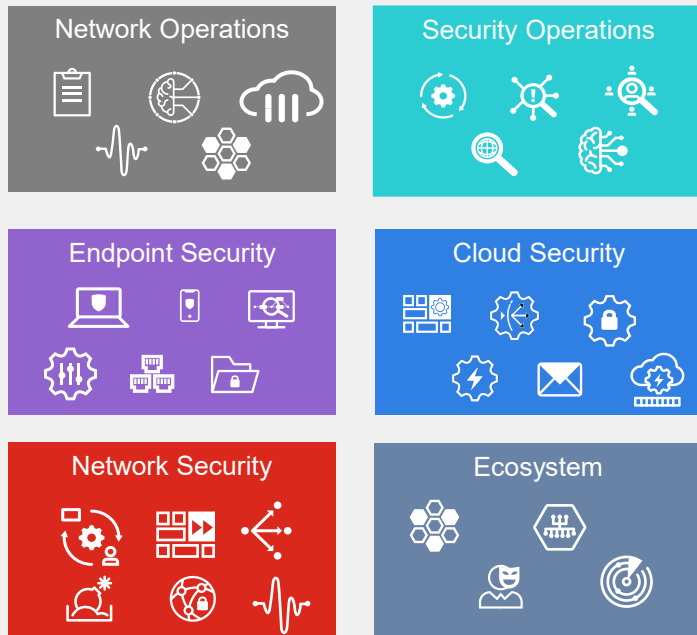 Network Operations
Security Operations
Endpoint Security
Cloud Security
Network Security
Ecosystem